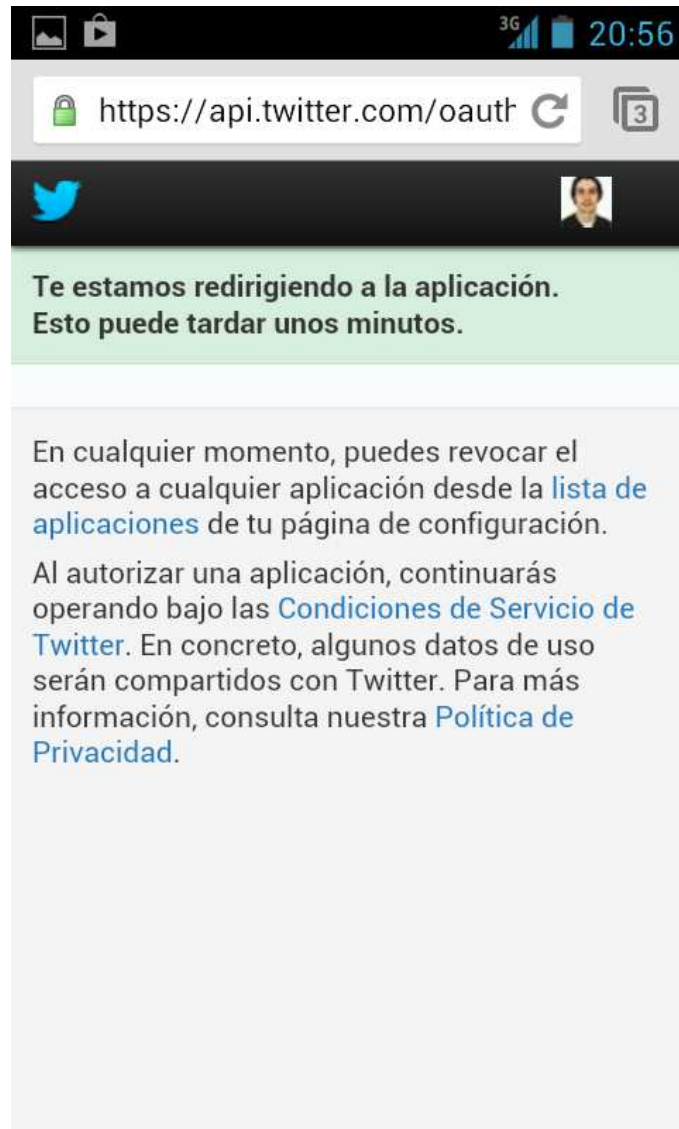 3G 20:56
https://api.twitter.com/oauth 3
Te estamos redirigiendo a la aplicación.
Esto puede tardar unos minutos.
En cualquier momento, puedes revocar el
acceso a cualquier aplicación desde la lista de
aplicaciones de tu página de configuración.
Al autorizar una aplicación, continuarás
operando bajo las Condiciones de Servicio de
Twitter. En concreto, algunos datos de uso
serán compartidos con Twitter. Para más
información, consulta nuestra Política de
Privacidad.